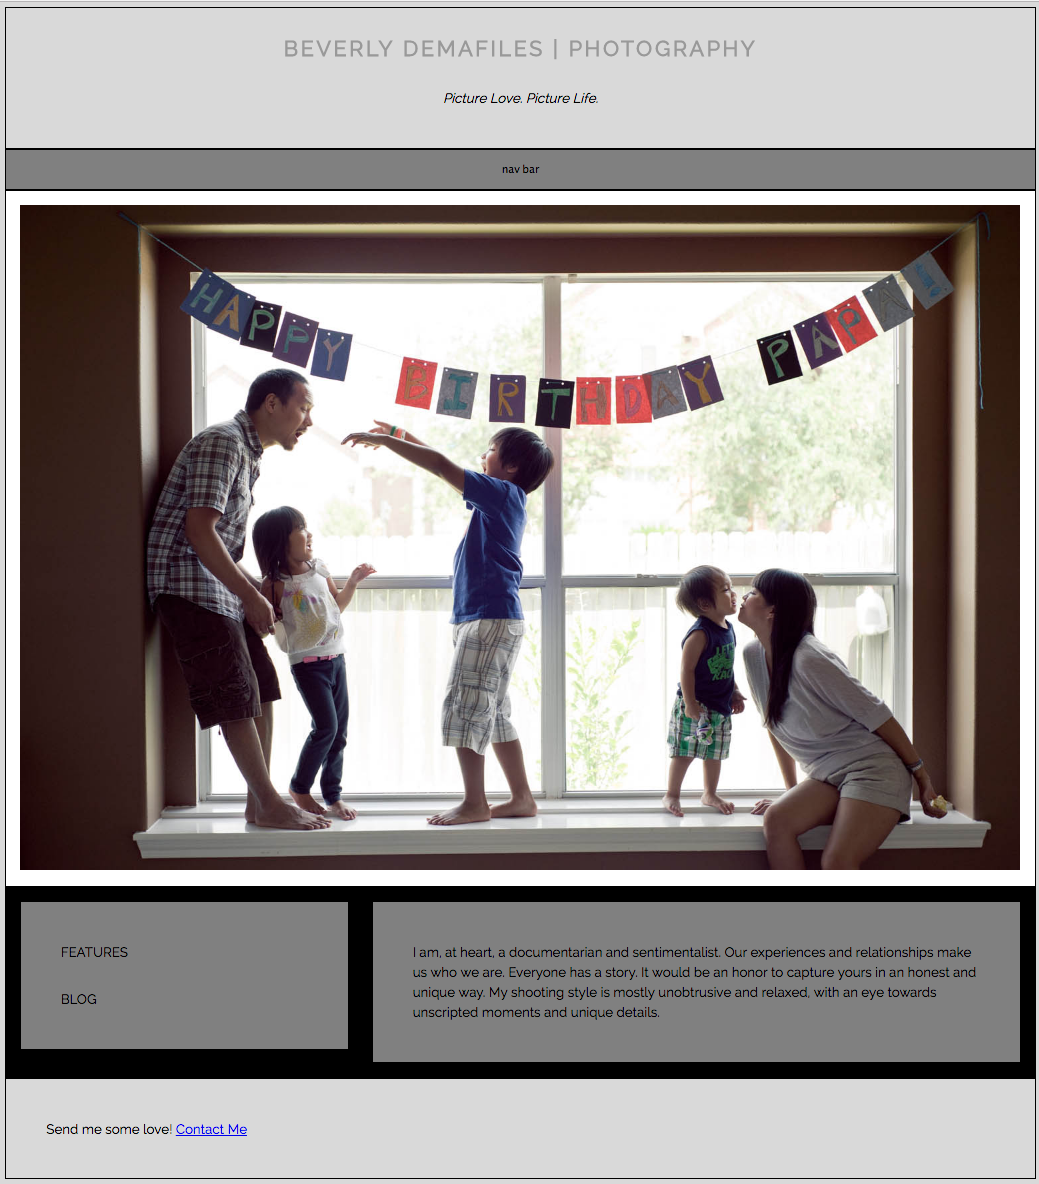 BEVERLY DEMAFILES | PHOTOGRAPHY
Picture Love. Picture Life.
nav bar
HAPPY BIRTHDAY PAPA!
LET'S
FEATURES
BLOG
I am, at heart, a documentarian and sentimentalist. Our experiences and relationships make
us who we are. Everyone has a story. It would be an honor to capture yours in an honest and
unique way. My shooting style is mostly unobtrusive and relaxed, with an eye towards
unscripted moments and unique details.
Send me some love! Contact Me